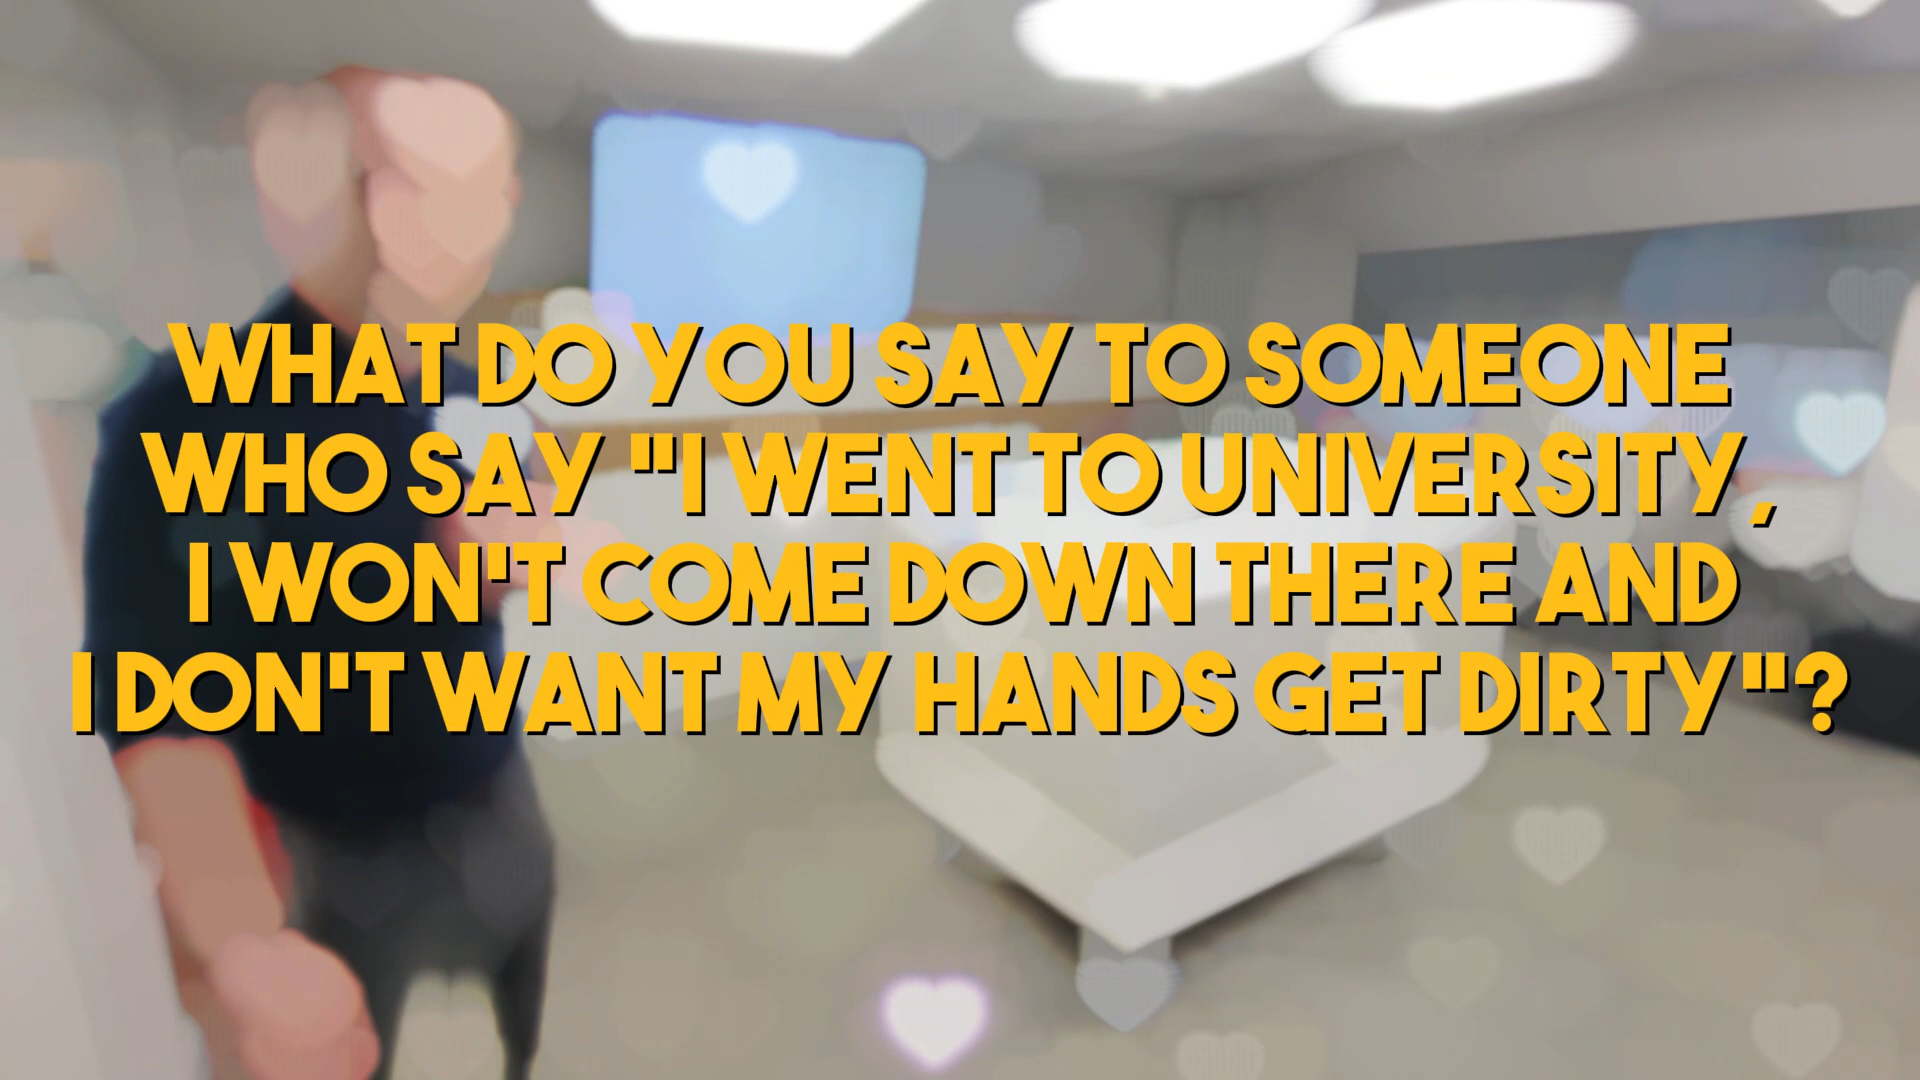 WHAT DO YOU SAY TO SOMEONE
WHO SAY "I WENT TO UNIVERSITY,
I WON'T COME DOWN THERE AND
I DON'T WANT MY HANDS GET DIRTY"?